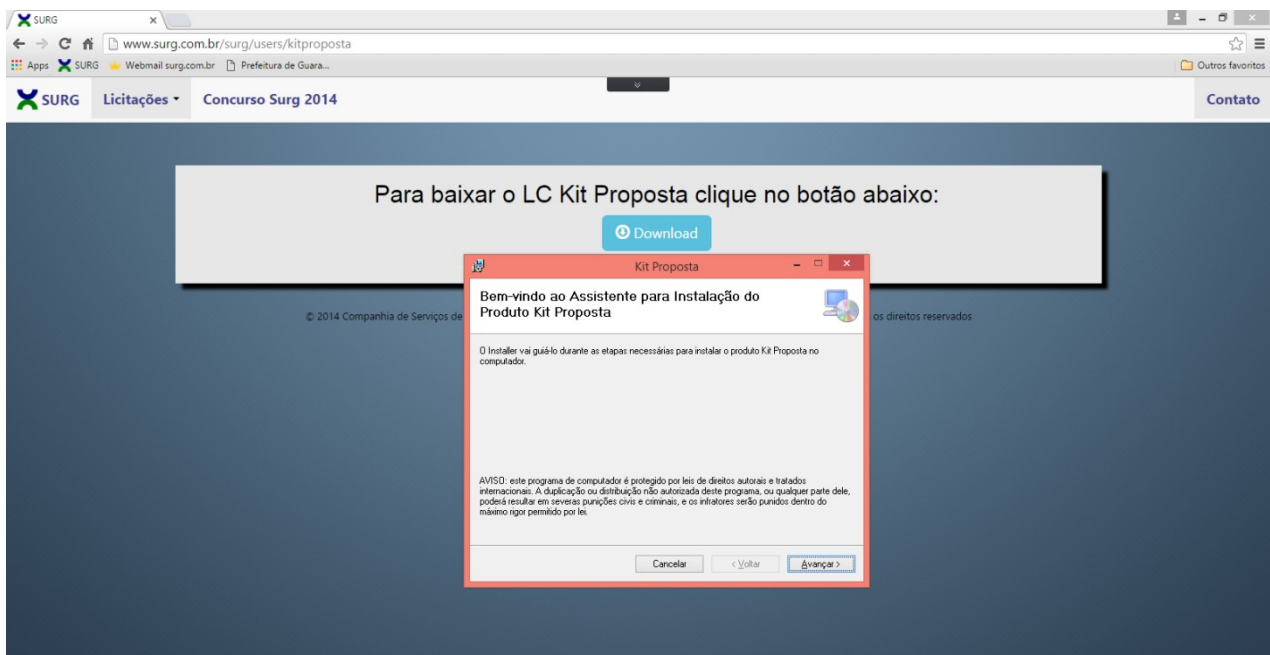 SURG
www.surg.com.br/surg/users/kitproposta
Apps SURG Webmail surg.com.br Prefeitura de Guara... Outros favoritos
SURG Licitações Concurso Surg 2014 Contato
Para baixar o LC Kit Proposta clique no botão abaixo:
Download
Kit Proposta
Bem-vindo ao Assistente para Instalação do
Produto Kit Proposta
© 2014 Companhia de Serviços de os direitos reservados
O Installer vai guiá-lo durante as etapas necessárias para instalar o produto Kit Proposta no
computador.
AVISO: este programa de computador é protegido por leis de direitos autorais e tratados
internacionais. A duplicação ou distribuição não autorizada deste programa, ou qualquer parte dele,
poderá resultar em severas punições civis e criminais, e os infratores serão punidos dentro do
máximo rigor permitido por lei.
Cancelar < Voltar Avançar >